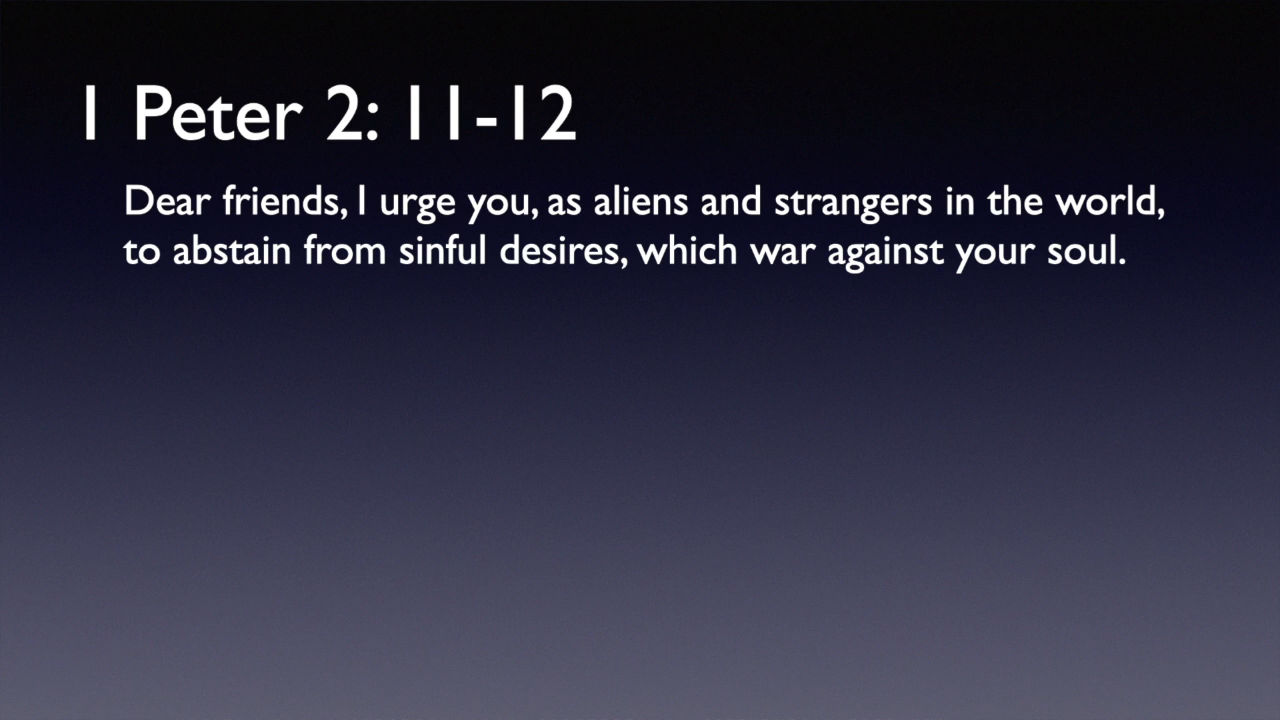 1 Peter 2: 11-12
Dear friends, I urge you, as aliens and strangers in the world,
to abstain from sinful desires, which war against your soul.